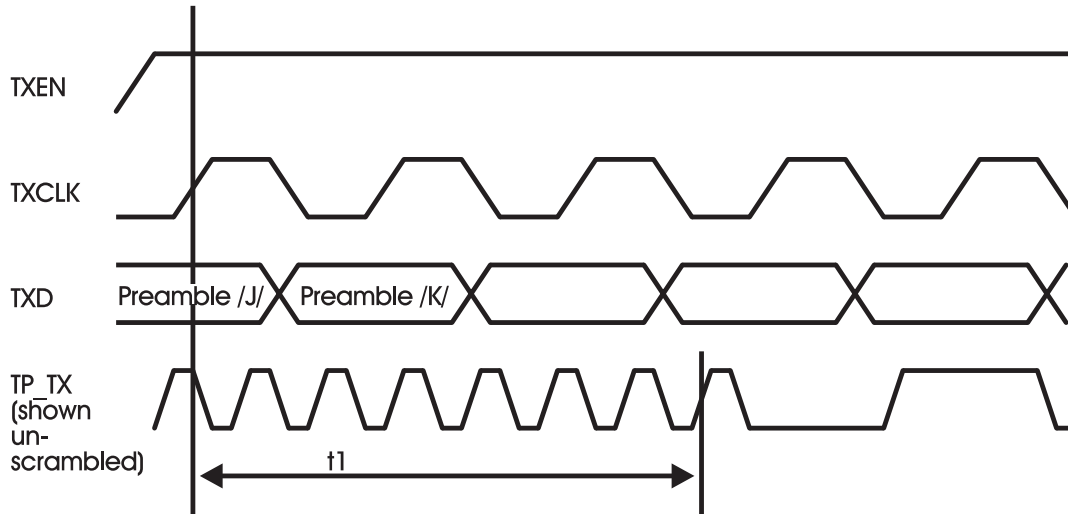 TXEN
TXCLK
TXD
Preamble /J/
Preamble /K/
TP_TX
(shown
un-
scrambled)
t1